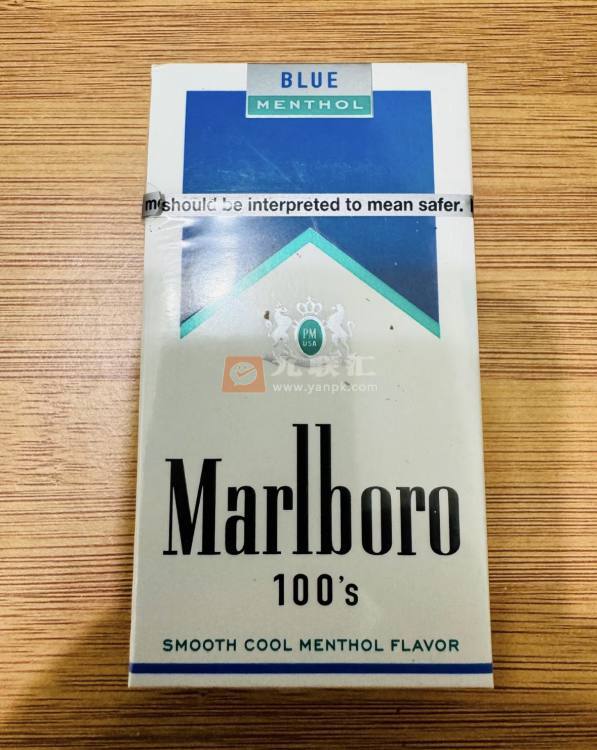 BLUE
MENTHOL
should be interpreted to mean safer.
PM
USA
www.yanpk.com
Marlboro
100's
SMOOTH COOL MENTHOL FLAVOR